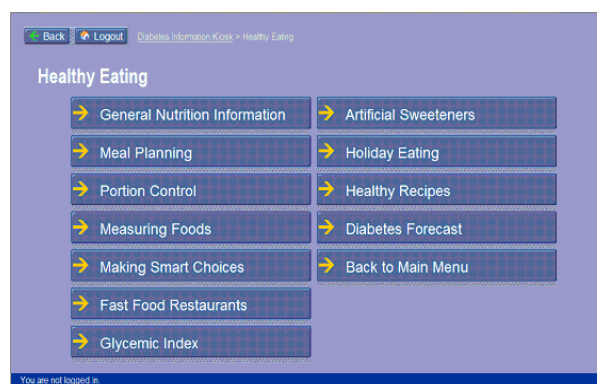 Back Logout Diabetes Information Kiosk > Healthy Eating
Healthy Eating
General Nutrition Information
Meal Planning
Portion Control
Measuring Foods
Making Smart Choices
Fast Food Restaurants
Glycemic Index
Artificial Sweeteners
Holiday Eating
Healthy Recipes
Diabetes Forecast
Back to Main Menu
You are not logged in.